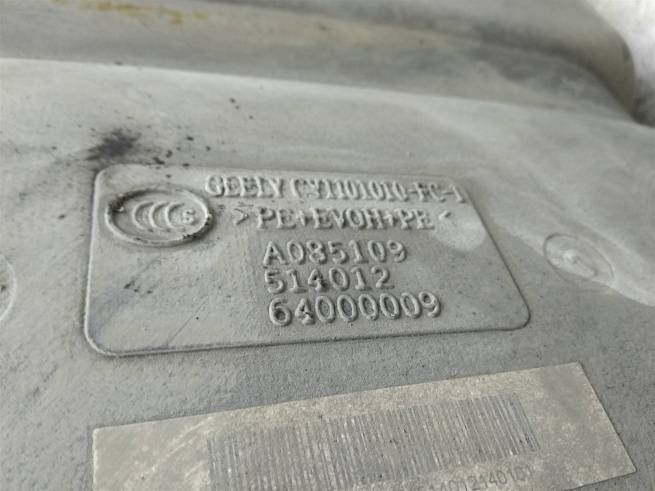 GEELY CY1101010-FC-1
>PE+EVOH+PE<
S
A085109
514012
64000009